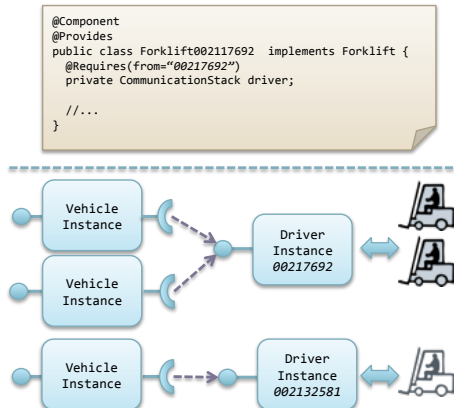 @Component
@Provides
public class Forklift002117692 implements Forklift {
@Requires(from=“00217692”)
private CommunicationStack driver;
//...
}
Vehicle
Instance
Driver
Instance
00217692
Vehicle
Instance
Vehicle
Instance
Driver
Instance
002132581